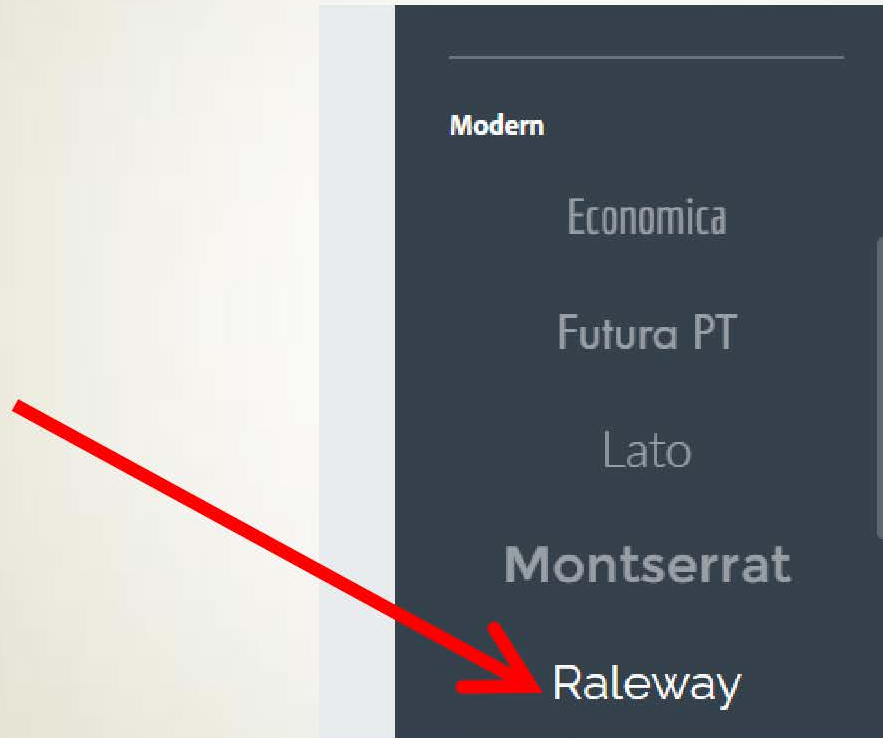 Modern
Economica
Futura PT
Lato
Montserrat
Raleway